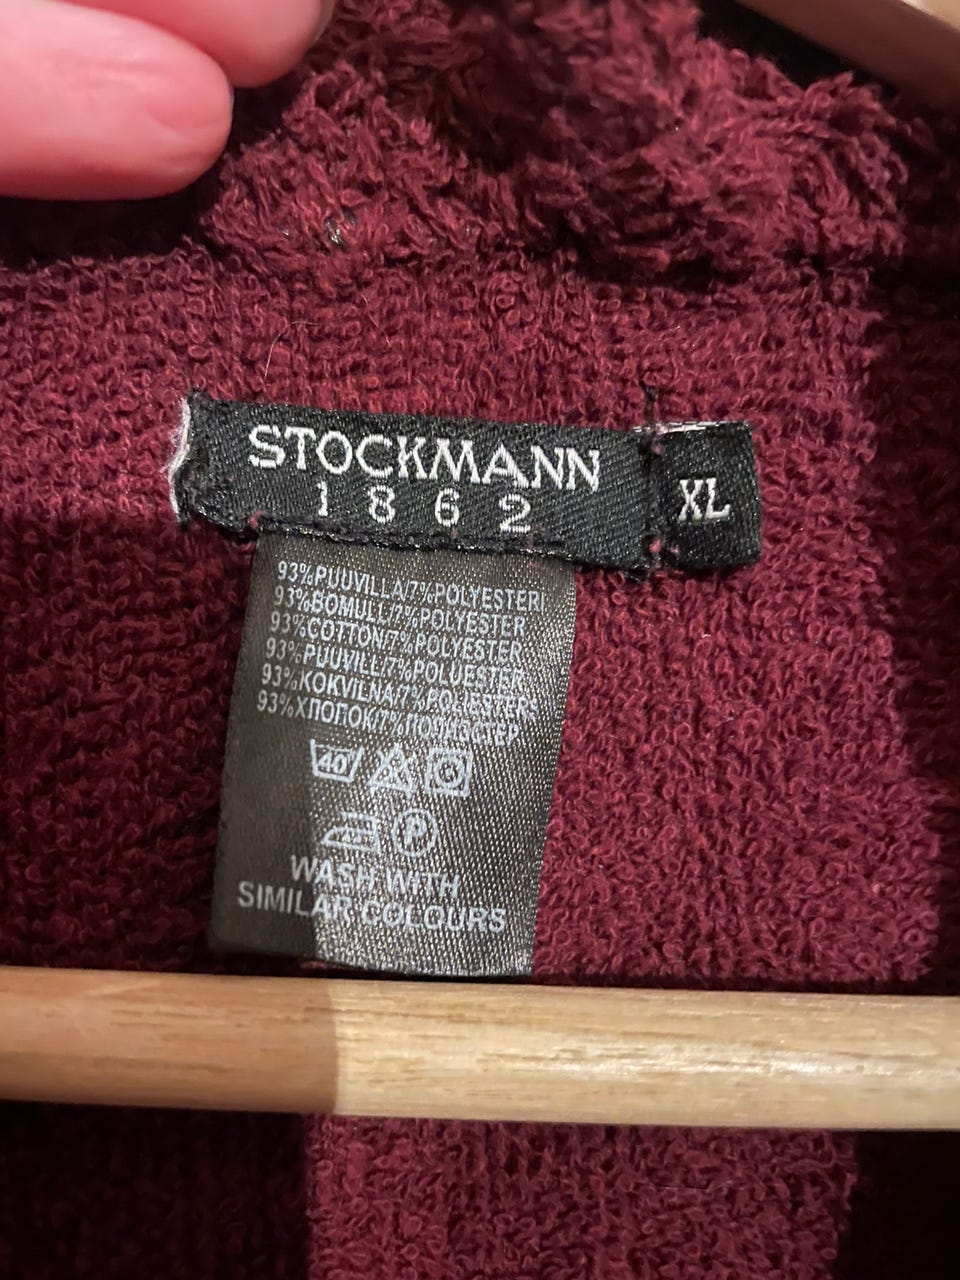 STOCKMANN
1862
XL
93%PUUVILLA/7%POLYESTERI
93%BOMULL/7%POLYESTER
93%COTTON/7%POLYESTER
93%PUUVILL/7%POLUESTER
93%KOKVILNA/7%POLIESTERS
93%ХЛОПОК/7%ПОЛИЭСТЕР
40°
P
WASH WITH
SIMILAR COLOURS